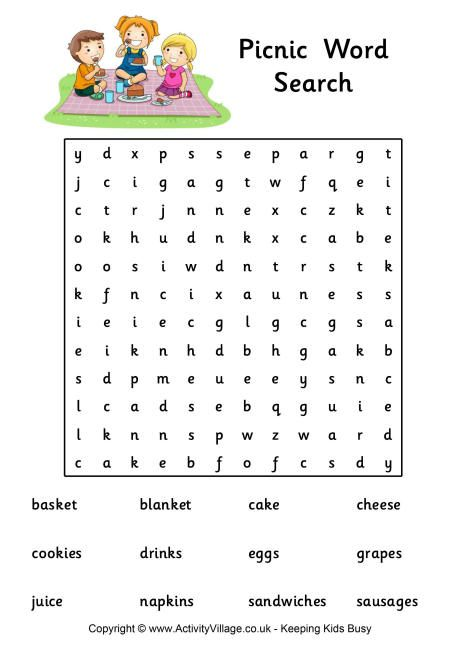 Picnic Word
Search
y d x p s s e p a r g t
j c i g a g t w f q e i
c t r j n n e x c z k t
o k h u d n k x c a b e
o o s i w d n t r s t k
k f n c i x a u n e s s
i e i e c g l g c g s a
e i k n h d b h g a k b
s d p m e u e e y s n c
l c a d s e b q g u i e
l k n n s p w z w a r d
c a k e b f o f c s d y
basket blanket cake cheese
cookies drinks eggs grapes
juice napkins sandwiches sausages
Copyright © www.ActivityVillage.co.uk - Keeping Kids Busy